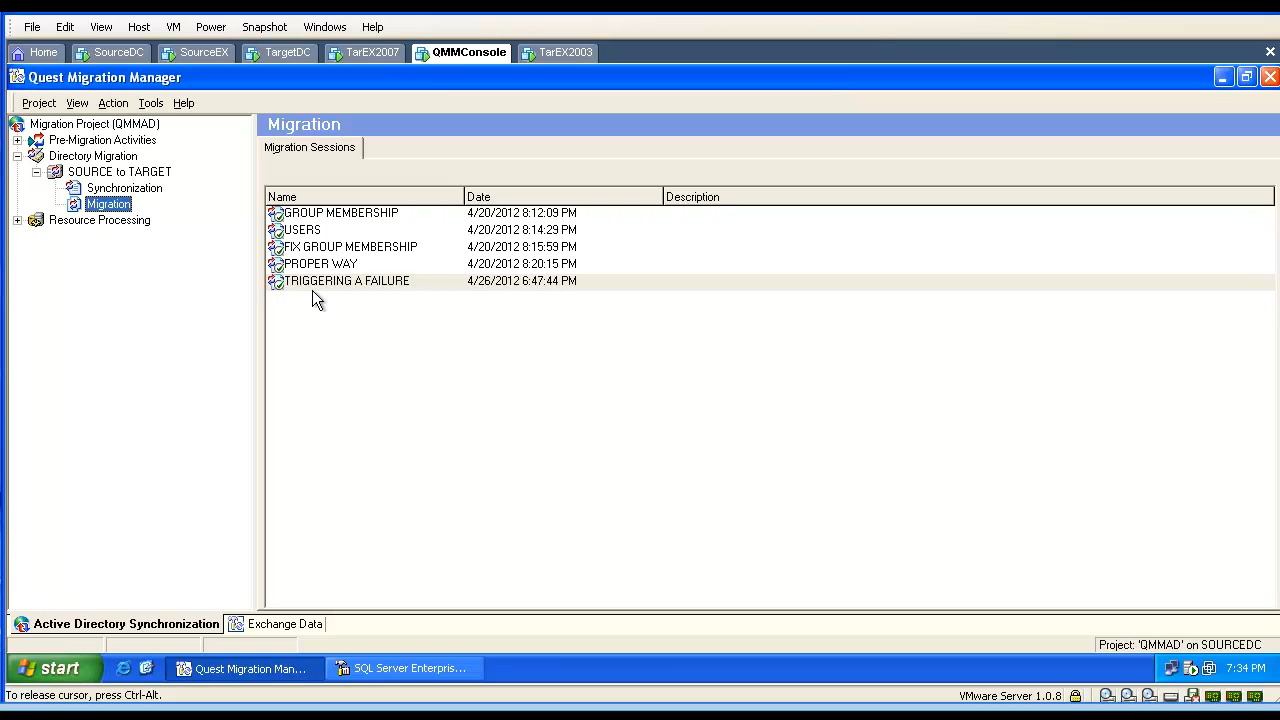 File Edit View Host VM Power Snapshot Windows Help
Home SourceDC SourceEX TargetDC TarEX2007 QMMConsole TarEX2003
Quest Migration Manager
Project View Action Tools Help
Migration Project (QMMAD)
Pre-Migration Activities
Directory Migration
SOURCE to TARGET
Synchronization
Migration
Resource Processing
Migration
Migration Sessions
Name Date Description
GROUP MEMBERSHIP 4/20/2012 8:12:09 PM
USERS 4/20/2012 8:14:29 PM
FIX GROUP MEMBERSHIP 4/20/2012 8:15:59 PM
PROPER WAY 4/20/2012 8:20:15 PM
TRIGGERING A FAILURE 4/26/2012 6:47:44 PM
Active Directory Synchronization Exchange Data
Project: 'QMMAD' on SOURCEDC
start Quest Migration Man... SQL Server Enterpris... 7:34 PM
To release cursor, press Ctrl-Alt. VMware Server 1.0.8